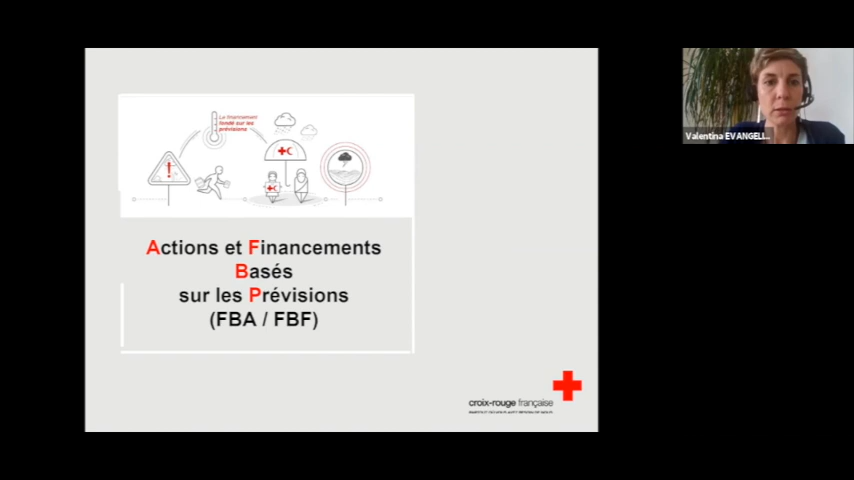 Le financement
fondé sur les
prévisions
Actions et Financements
Basés
sur les Prévisions
(FBA / FBF)
croix-rouge française
Valentina EVANGELI...